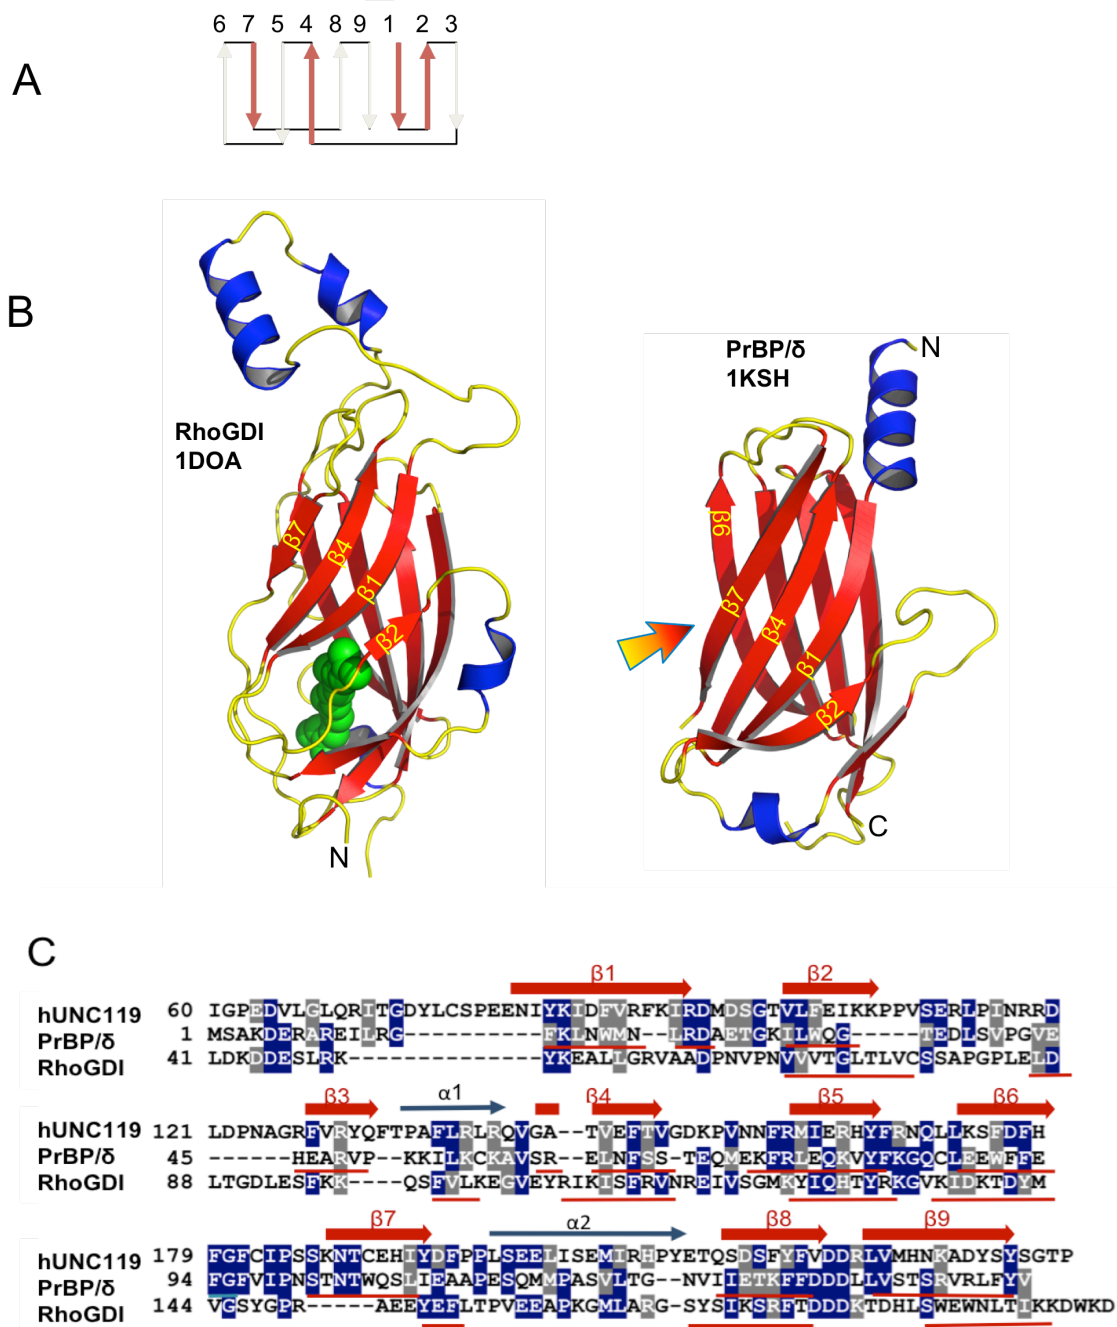 A
6 7 5 4 8 9 1 2 3
B
RhoGDI
1DOA
β7
β4
β1
β2
N
PrBP/δ
1KSH
N
β6
β7
β4
β1
β2
C
C
β1 β2
hUNC119 60 IGPEDVLGLQRITGDYLCSPEENIYKIDFVRFKIRDMDSGTVLFEIKKPPVSERLPINRRD
PrBP/δ 1 MSAKDERAREILRG----------FKLNWMN--LRDAETGKILWQG-----TEDLSVPGVE
RhoGDI 41 LDKDDESLRK--------------YKEALLGRVAADPNVPNVVVTGLTLVCSSAPGPLELD
β3 α1 β4 β5 β6
hUNC119 121 LDPNAGRFVRYQFTPAFLRLRQVGA--TVEFTVGDKPVNNFRMIERHYFRNQLLKSFDFH
PrBP/δ 45 ------HEARVP--KKILKCKAVSR--ELNFSS-TEQMEKFRLEQKVYFKGQCLEEWFFE
RhoGDI 88 LTGDLESFKK----QSFVLKEGVEYRIKISFRVNREIVSGMKYIQHTYRKGVKIDKTDYM
β7 α2 β8 β9
hUNC119 179 FGFCIPSSKNTCEHIYDFPPLSEELISEMIRHPYETQSDSFYFVDDRLVMHNKADYSYSGTP
PrBP/δ 94 FGFVIPNSTNTWQSLIEAAPESQMMPASVLTG--NVIIETKFFDDDLLVSTSRVRLFYV
RhoGDI 144 VGSYGPR-----AEEYEFLTPVEEAPKGMLARG-SYSIKSRFTDDDKTDHLSWEWNLTIKKDWKD